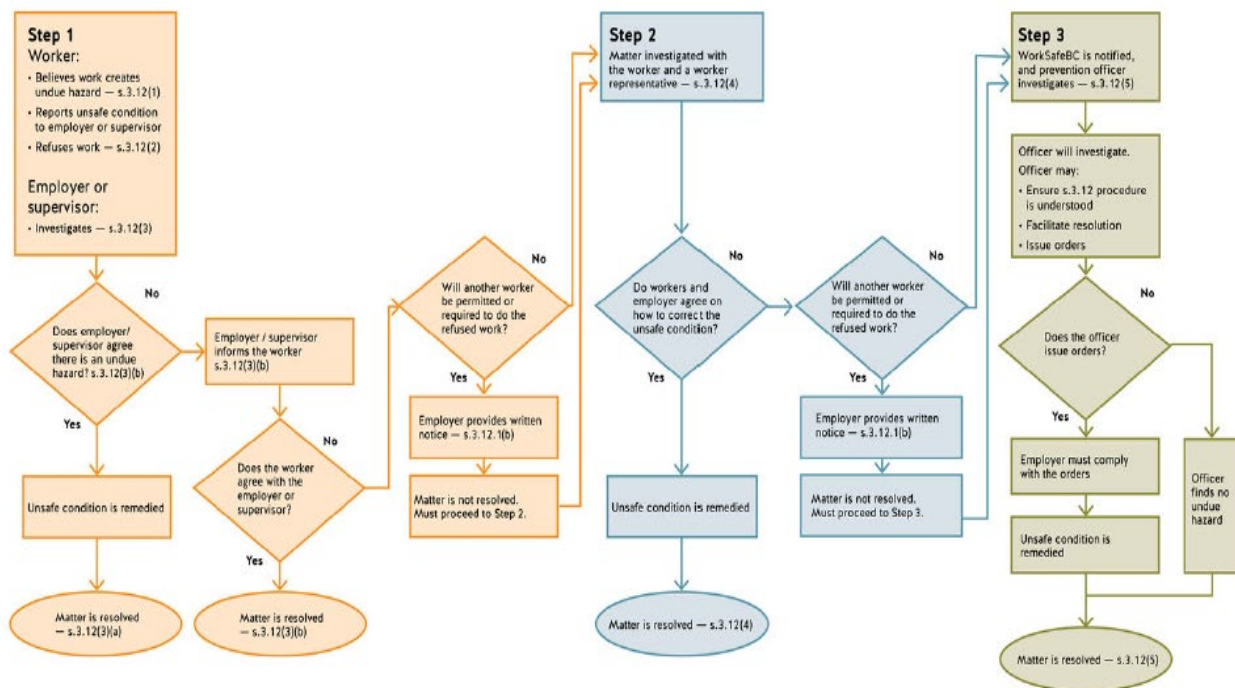 Step 1
Worker:
• Believes work creates
undue hazard — s.3.12(1)
• Reports unsafe condition
to employer or supervisor
• Refuses work — s.3.12(2)
Employer or
supervisor:
• Investigates — s.3.12(3)
No
Does employer/
supervisor agree
there is an undue
hazard? s.3.12(3)(b)
Yes
Unsafe condition is remedied
Matter is resolved
— s.3.12(3)(a)
Employer / supervisor
informs the worker
s.3.12(3)(b)
No
Does the worker
agree with the
employer or
supervisor?
Yes
Matter is resolved
— s.3.12(3)(b)
No
Will another worker
be permitted or
required to do the
refused work?
Yes
Employer provides written
notice — s.3.12.1(b)
Matter is not resolved.
Must proceed to Step 2.
Step 2
Matter investigated with
the worker and a worker
representative — s.3.12(4)
No
Do workers and
employer agree on
how to correct the
unsafe condition?
Yes
Unsafe condition is remedied
Matter is resolved — s.3.12(4)
No
Will another worker
be permitted or
required to do the
refused work?
Yes
Employer provides written
notice — s.3.12.1(b)
Matter is not resolved.
Must proceed to Step 3.
Step 3
WorkSafeBC is notified,
and prevention officer
investigates — s.3.12(5)
Officer will investigate.
Officer may:
• Ensure s.3.12 procedure
is understood
• Facilitate resolution
• Issue orders
No
Does the officer
issue orders?
Yes
Employer must comply
with the orders
Unsafe condition is
remedied
Officer
finds no
undue
hazard
Matter is resolved — s.3.12(5)